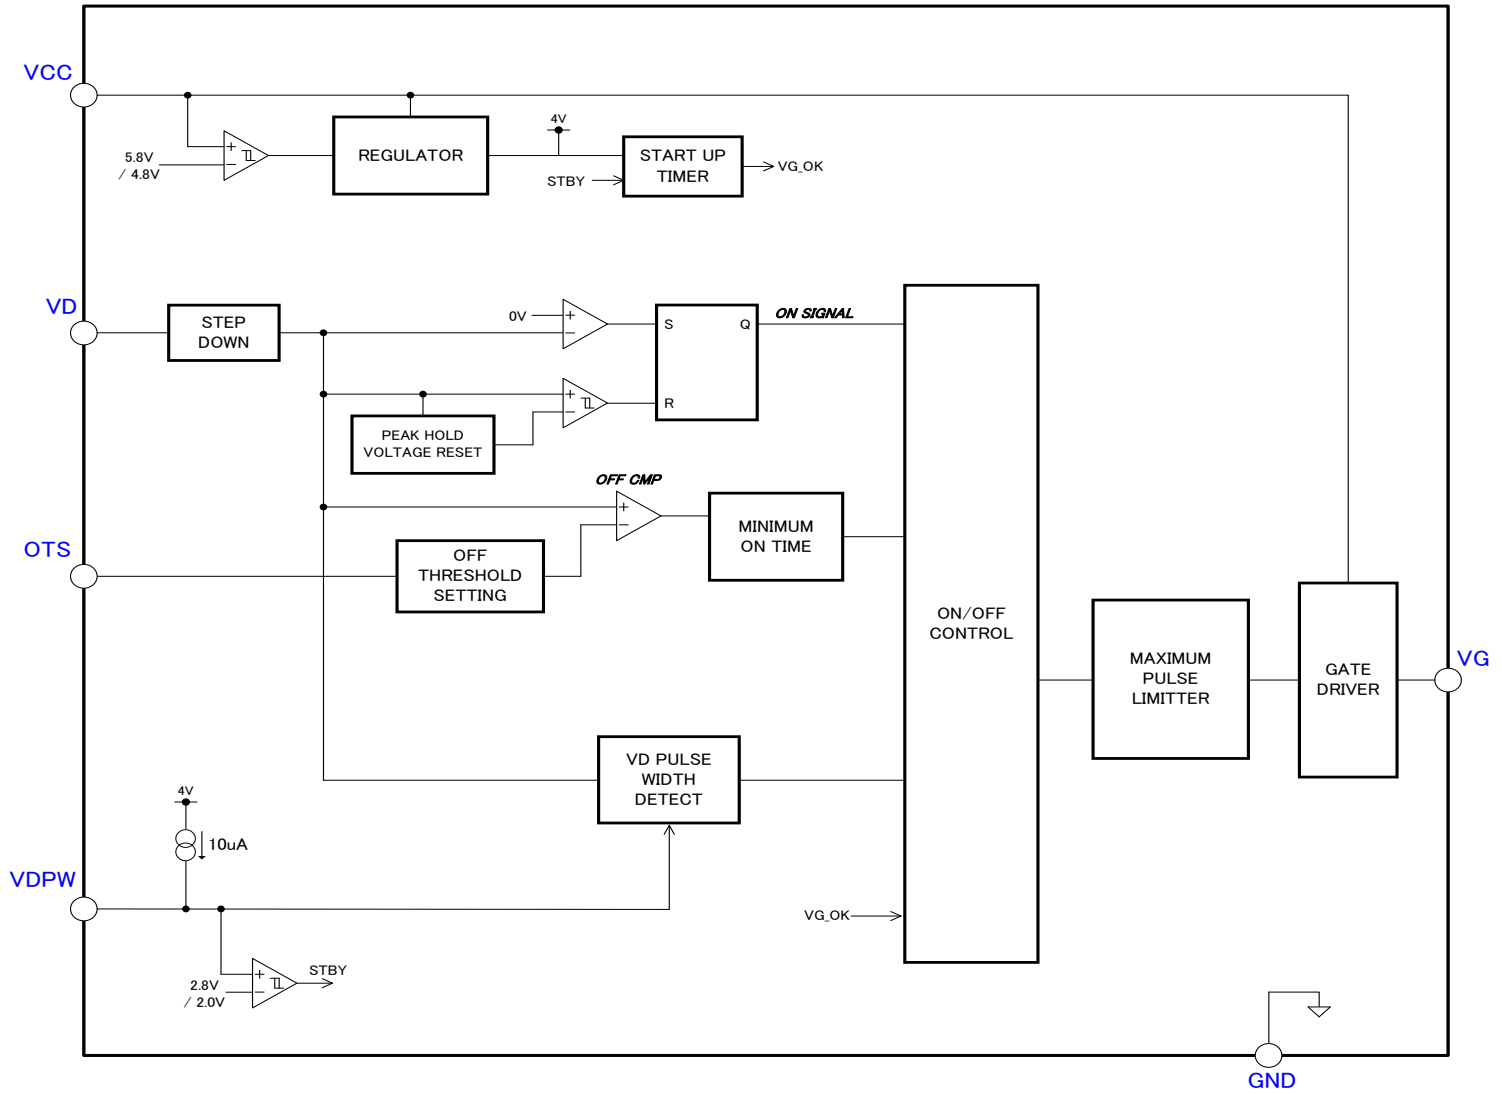 VCC
4V
5.8V
/ 4.8V
+
−
REGULATOR
START UP
TIMER
VG_OK
STBY
VD
STEP
DOWN
0V
+
−
S
Q
ON SIGNAL
+
−
R
PEAK HOLD
VOLTAGE RESET
OFF CMP
+
−
MINIMUM
ON TIME
OTS
OFF
THRESHOLD
SETTING
ON/OFF
CONTROL
MAXIMUM
PULSE
LIMITTER
GATE
DRIVER
VG
VD PULSE
WIDTH
DETECT
4V
10uA
VDPW
VG_OK
+
−
STBY
2.8V
/ 2.0V
GND